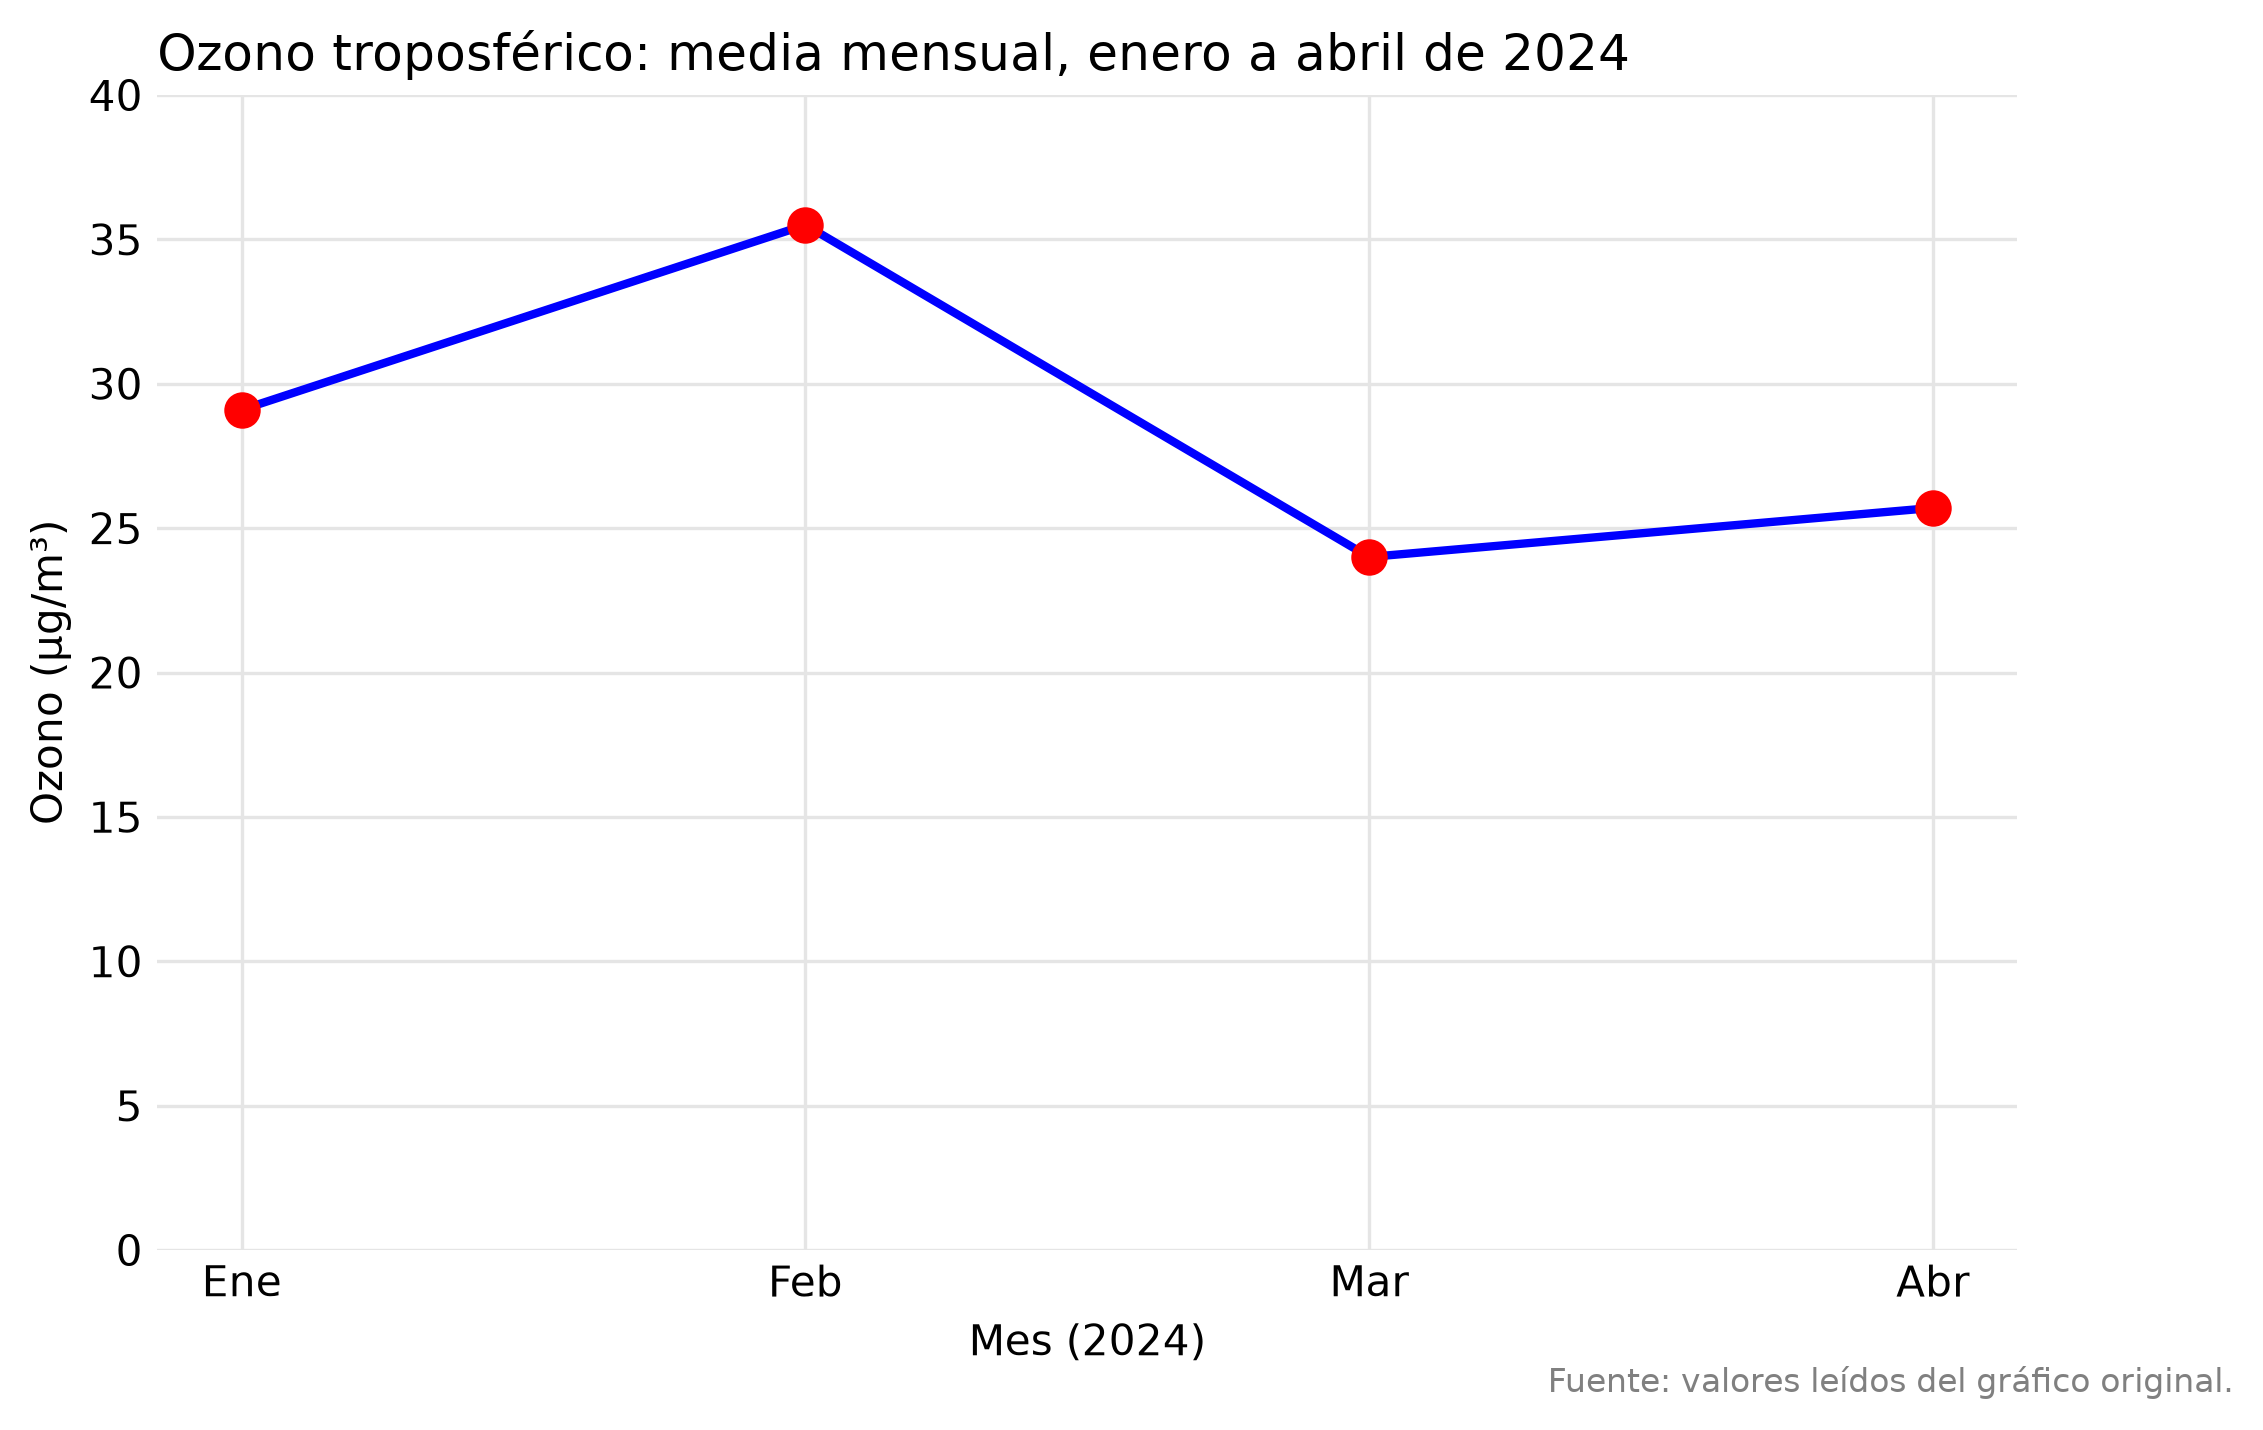 Ozono troposférico: media mensual, enero a abril de 2024
40
35
30
25
20
15
10
5
0
Ozono (µg/m³)
Ene Feb Mar Abr
Mes (2024)
Fuente: valores leídos del gráfico original.